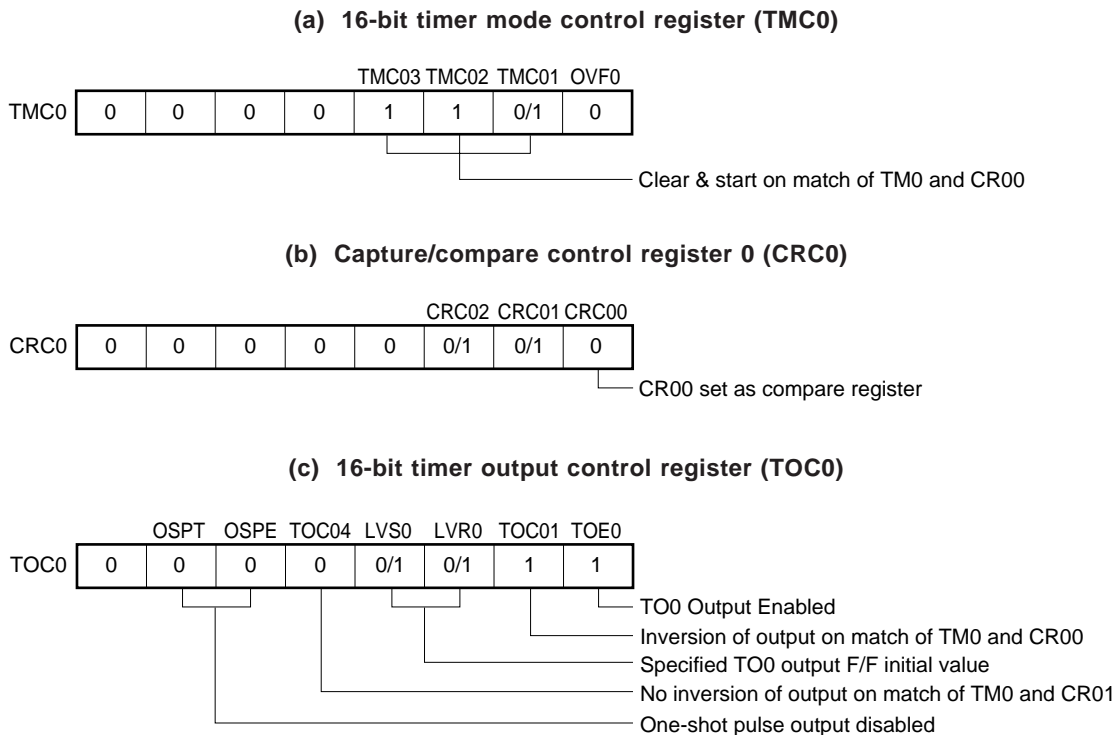 (a) 16-bit timer mode control register (TMC0)
TMC03 TMC02 TMC01 OVF0
TMC0 0 0 0 0 1 1 0/1 0
Clear & start on match of TM0 and CR00
(b) Capture/compare control register 0 (CRC0)
CRC02 CRC01 CRC00
CRC0 0 0 0 0 0 0/1 0/1 0
CR00 set as compare register
(c) 16-bit timer output control register (TOC0)
OSPT OSPE TOC04 LVS0 LVR0 TOC01 TOE0
TOC0 0 0 0 0 0/1 0/1 1 1
TO0 Output Enabled
Inversion of output on match of TM0 and CR00
Specified TO0 output F/F initial value
No inversion of output on match of TM0 and CR01
One-shot pulse output disabled